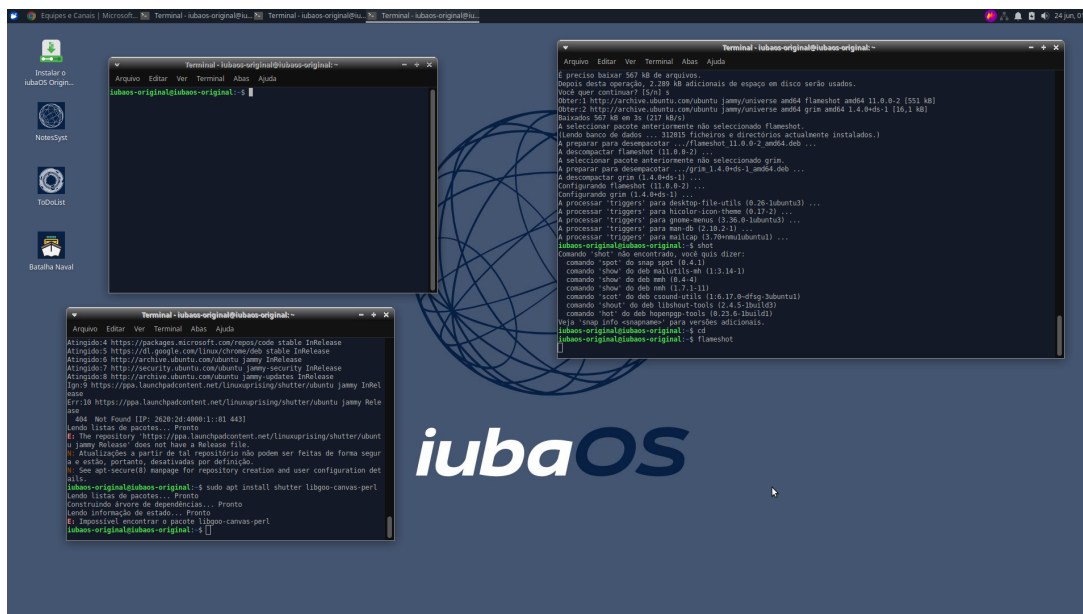 Equipes e Canais | Microsoft...
Terminal - iubaos-original@iu...
Terminal - iubaos-original@iu...
Terminal - iubaos-original@iu...
24 jun, 0
Instalar o
iubaOS Origin...
NotesSyst
ToDoList
Batalha Naval
Terminal - iubaos-original@iubaos-original: ~
Arquivo Editar Ver Terminal Abas Ajuda
iubaos-original@iubaos-original:~$
Terminal - iubaos-original@iubaos-original: ~
Arquivo Editar Ver Terminal Abas Ajuda
É preciso baixar 567 kB de arquivos.
Depois desta operação, 2.289 kB adicionais de espaço em disco serão usados.
Você quer continuar? [S/n] s
Obter:1 http://archive.ubuntu.com/ubuntu jammy/universe amd64 flameshot amd64 11.0.0-2 [551 kB]
Obter:2 http://archive.ubuntu.com/ubuntu jammy/universe amd64 grim amd64 1.4.0+ds-1 [16,1 kB]
Baixados 567 kB em 3s (217 kB/s)
A seleccionar pacote anteriormente não seleccionado flameshot.
(Lendo banco de dados ... 312015 ficheiros e directórios actualmente instalados.)
A preparar para desempacotar .../flameshot_11.0.0-2_amd64.deb ...
A descompactar flameshot (11.0.0-2) ...
A seleccionar pacote anteriormente não seleccionado grim.
A preparar para desempacotar .../grim_1.4.0+ds-1_amd64.deb ...
A descompactar grim (1.4.0+ds-1) ...
Configurando flameshot (11.0.0-2) ...
Configurando grim (1.4.0+ds-1) ...
A processar 'triggers' para desktop-file-utils (0.26-1ubuntu3) ...
A processar 'triggers' para hicolor-icon-theme (0.17-2) ...
A processar 'triggers' para gnome-menus (3.36.0-1ubuntu3) ...
A processar 'triggers' para man-db (2.10.2-1) ...
A processar 'triggers' para mailcap (3.70+nmu1ubuntu1) ...
iubaos-original@iubaos-original:~$ shot
Comando 'shot' não encontrado, você quis dizer:
comando 'spot' do snap spot (0.4.1)
comando 'show' do deb mailutils-mh (1:3.14-1)
comando 'show' do deb mmh (0.4-4)
comando 'show' do deb nmh (1.7.1-11)
comando 'scot' do deb csound-utils (1:6.17.0~dfsg-3ubuntu1)
comando 'shout' do deb libshout-tools (2.4.5-1build3)
comando 'hot' do deb hopenpgp-tools (0.23.6-1build1)
Veja 'snap info <snapname>' para versões adicionais.
iubaos-original@iubaos-original:~$ cd
iubaos-original@iubaos-original:~$ flameshot
Terminal - iubaos-original@iubaos-original: ~
Arquivo Editar Ver Terminal Abas Ajuda
Atingido:4 https://packages.microsoft.com/repos/code stable InRelease
Atingido:5 https://dl.google.com/linux/chrome/deb stable InRelease
Atingido:6 http://archive.ubuntu.com/ubuntu jammy InRelease
Atingido:7 http://security.ubuntu.com/ubuntu jammy-security InRelease
Atingido:8 http://archive.ubuntu.com/ubuntu jammy-updates InRelease
Ign:9 https://ppa.launchpadcontent.net/linuxuprising/shutter/ubuntu jammy InRel
ease
Err:10 https://ppa.launchpadcontent.net/linuxuprising/shutter/ubuntu jammy Rele
ase
404 Not Found [IP: 2620:2d:4000:1::81 443]
Lendo listas de pacotes... Pronto
E: The repository 'https://ppa.launchpadcontent.net/linuxuprising/shutter/ubunt
u jammy Release' does not have a Release file.
N: Atualizações a partir de tal repositório não podem ser feitas de forma segur
a e estão, portanto, desativadas por definição.
N: See apt-secure(8) manpage for repository creation and user configuration det
ails.
iubaos-original@iubaos-original:~$ sudo apt install shutter libgoo-canvas-perl
Lendo listas de pacotes... Pronto
Construindo árvore de dependências... Pronto
Lendo informação de estado... Pronto
E: Impossível encontrar o pacote libgoo-canvas-perl
iubaos-original@iubaos-original:~$
iubaOS